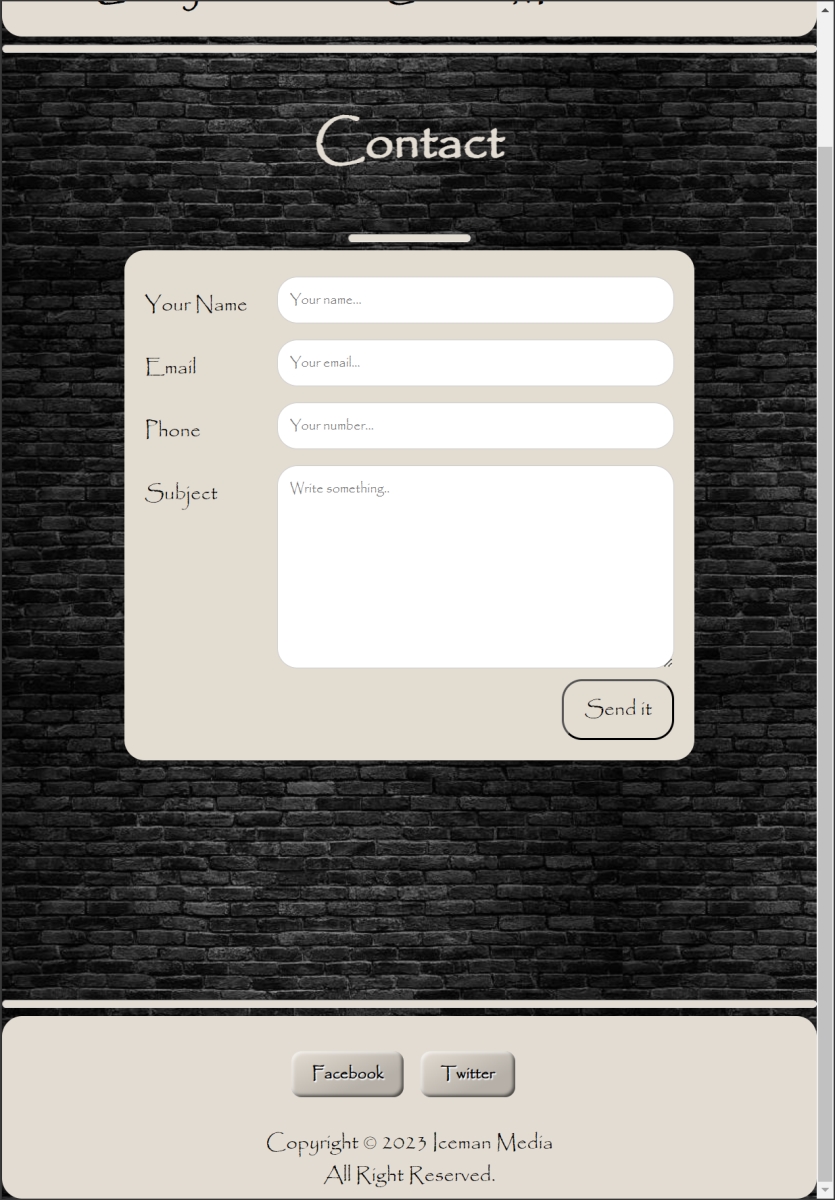 Contact
Your Name
Your name...
Email
Your email...
Phone
Your number...
Subject
Write something..
Send it
Facebook
Twitter
Copyright © 2023 Iceman Media
All Right Reserved.